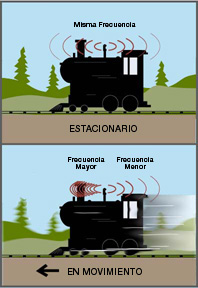 Misma Frecuencia
ESTACIONARIO
Frecuencia Frecuencia
Mayor Menor
EN MOVIMIENTO